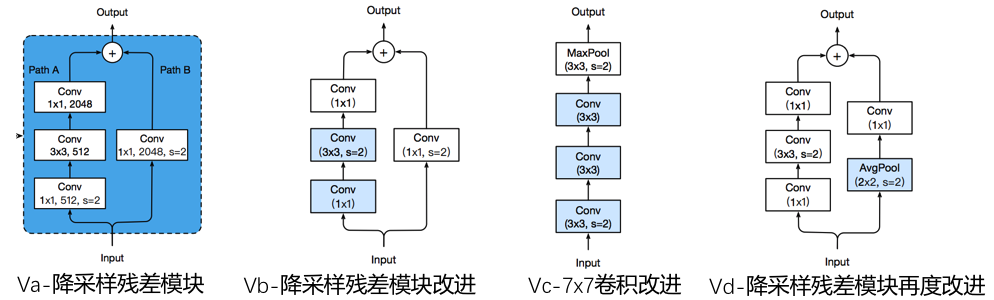 Output
+
Path A
Path B
Conv
1x1, 2048
Conv
3x3, 512
Conv
1x1, 2048, s=2
Conv
1x1, 512, s=2
Input
Va-降采样残差模块
Output
+
Conv
(1x1)
Conv
(3x3, s=2)
Conv
(1x1, s=2)
Conv
(1x1)
Input
Vb-降采样残差模块改进
Output
MaxPool
(3x3, s=2)
Conv
(3x3)
Conv
(3x3)
Conv
(3x3, s=2)
Input
Vc-7x7卷积改进
Output
+
Conv
(1x1)
Conv
(1x1)
Conv
(3x3, s=2)
AvgPool
(2x2, s=2)
Conv
(1x1)
Input
Vd-降采样残差模块再度改进